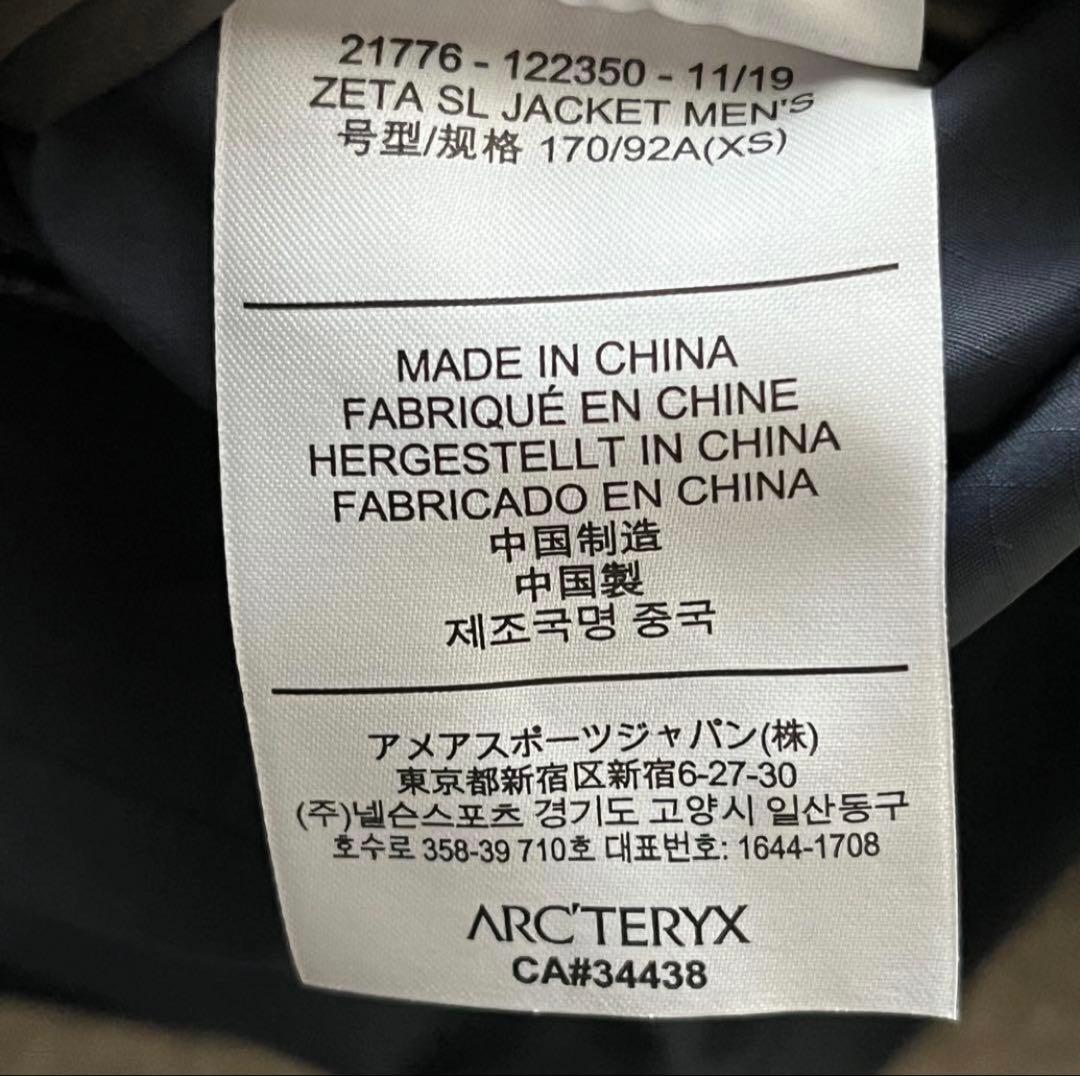 21776 - 122350 - 11/19
ZETA SL JACKET MEN'S
号型/规格 170/92A(XS)
MADE IN CHINA
FABRIQUÉ EN CHINE
HERGESTELLT IN CHINA
FABRICADO EN CHINA
中国制造
中国製
제조국명 중국
アメアスポーツジャパン(株)
東京都新宿区新宿6-27-30
(주)넬슨스포츠 경기도 고양시 일산동구
호수로 358-39 710호 대표번호: 1644-1708
ARC'TERYX
CA#34438